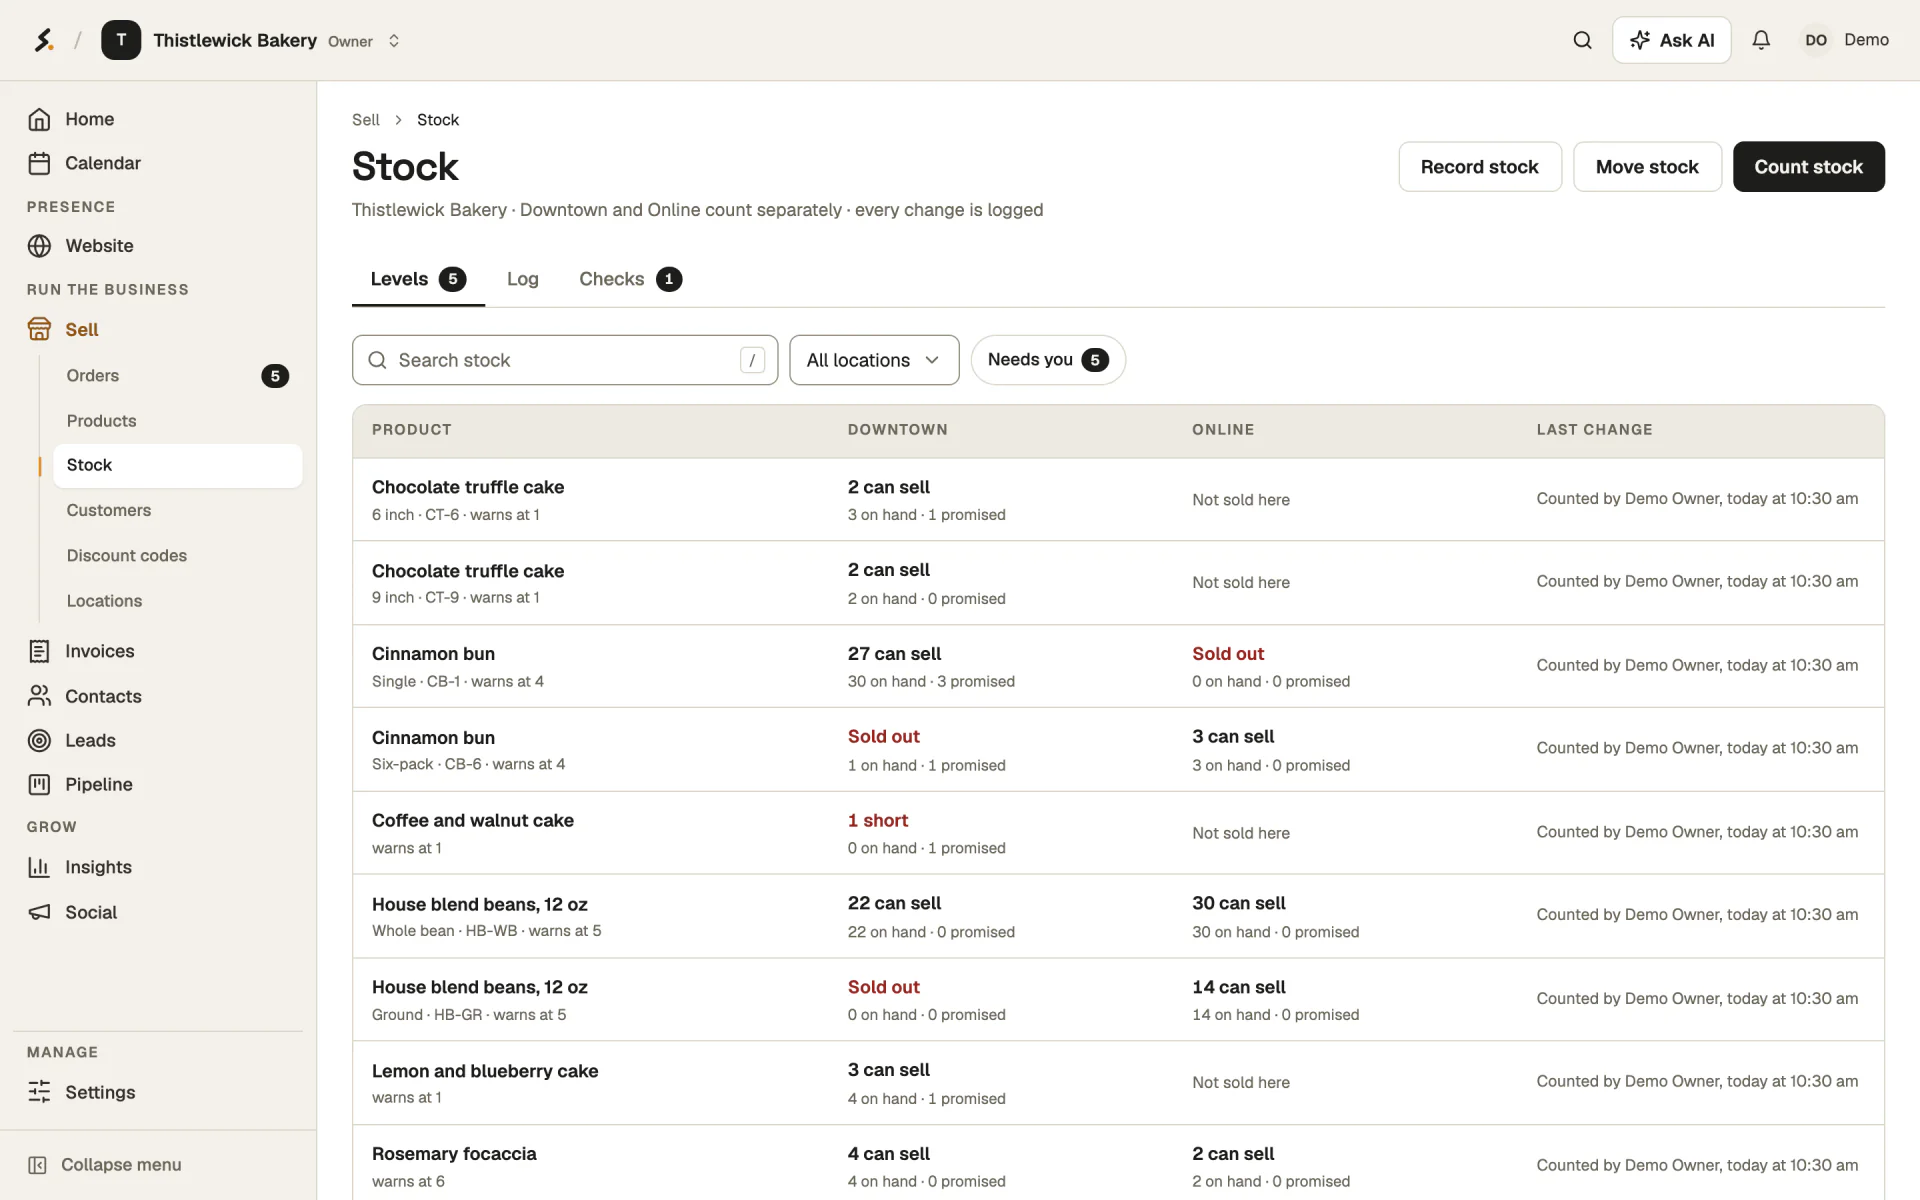 / T Thistlewick Bakery Owner
Ask AI
DO Demo
Home
Calendar
PRESENCE
Website
RUN THE BUSINESS
Sell
Orders 5
Products
Stock
Customers
Discount codes
Locations
Invoices
Contacts
Leads
Pipeline
GROW
Insights
Social
MANAGE
Settings
Collapse menu
Sell > Stock
Stock
Thistlewick Bakery · Downtown and Online count separately · every change is logged
Record stock
Move stock
Count stock
Levels 5
Log
Checks 1
Search stock /
All locations
Needs you 5
PRODUCT DOWNTOWN ONLINE LAST CHANGE
Chocolate truffle cake
6 inch · CT-6 · warns at 1
2 can sell
3 on hand · 1 promised
Not sold here
Counted by Demo Owner, today at 10:30 am
Chocolate truffle cake
9 inch · CT-9 · warns at 1
2 can sell
2 on hand · 0 promised
Not sold here
Counted by Demo Owner, today at 10:30 am
Cinnamon bun
Single · CB-1 · warns at 4
27 can sell
30 on hand · 3 promised
Sold out
0 on hand · 0 promised
Counted by Demo Owner, today at 10:30 am
Cinnamon bun
Six-pack · CB-6 · warns at 4
Sold out
1 on hand · 1 promised
3 can sell
3 on hand · 0 promised
Counted by Demo Owner, today at 10:30 am
Coffee and walnut cake
warns at 1
1 short
0 on hand · 1 promised
Not sold here
Counted by Demo Owner, today at 10:30 am
House blend beans, 12 oz
Whole bean · HB-WB · warns at 5
22 can sell
22 on hand · 0 promised
30 can sell
30 on hand · 0 promised
Counted by Demo Owner, today at 10:30 am
House blend beans, 12 oz
Ground · HB-GR · warns at 5
Sold out
0 on hand · 0 promised
14 can sell
14 on hand · 0 promised
Counted by Demo Owner, today at 10:30 am
Lemon and blueberry cake
warns at 1
3 can sell
4 on hand · 1 promised
Not sold here
Counted by Demo Owner, today at 10:30 am
Rosemary focaccia
warns at 6
4 can sell
4 on hand · 0 promised
2 can sell
2 on hand · 0 promised
Counted by Demo Owner, today at 10:30 am